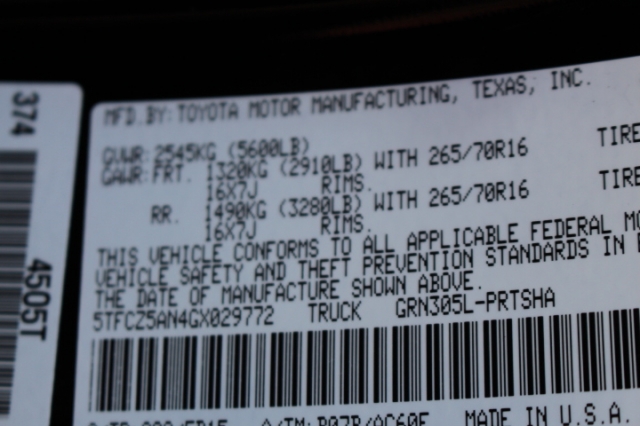 374
4505T
MFD.BY:TOYOTA MOTOR MANUFACTURING, TEXAS, INC.
GVWR:2545KG (5600LB)
GAWR:FRT. 1320KG (2910LB) WITH 265/70R16 TIRE
16X7J RIMS.
RR. 1490KG (3280LB) WITH 265/70R16 TIRE
16X7J RIMS.
THIS VEHICLE CONFORMS TO ALL APPLICABLE FEDERAL MO
VEHICLE SAFETY AND THEFT PREVENTION STANDARDS IN
THE DATE OF MANUFACTURE SHOWN ABOVE.
5TFCZ5AN4GX029772 TRUCK GRN305L-PRTSHA
MADE IN U.S.A.